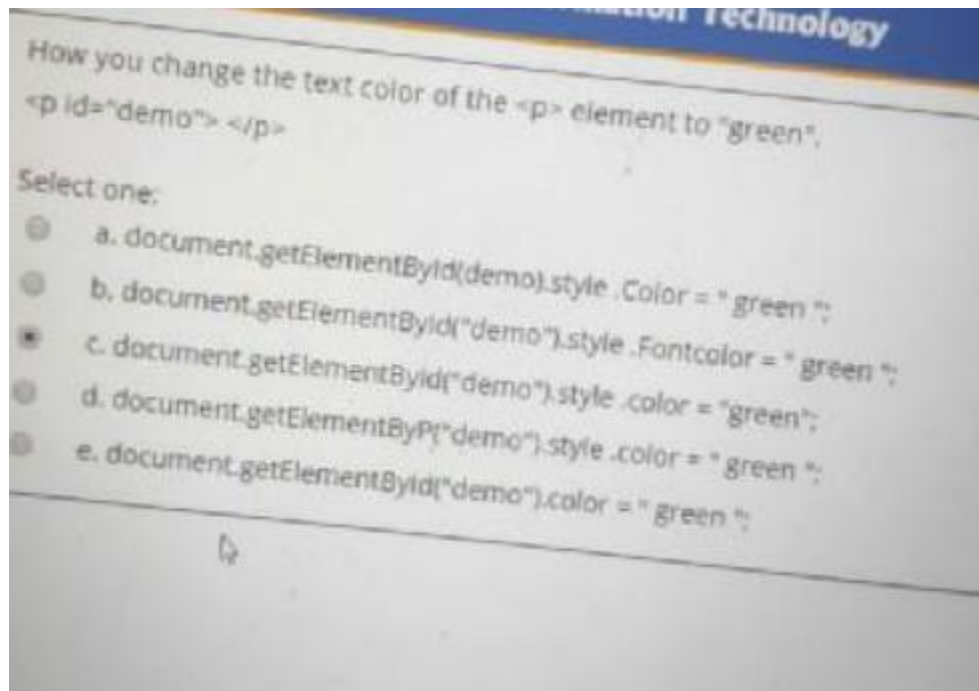 Technology
How you change the text color of the <p> element to "green".
<p id="demo"> </p>
Select one:
a. document.getElementById(demo).style .Color = " green ";
b. document.getElementById("demo").style .Fontcolor = " green ";
c. document.getElementById("demo").style .color = "green";
d. document.getElementByP("demo").style .color = " green ";
e. document.getElementById("demo").color = " green ";